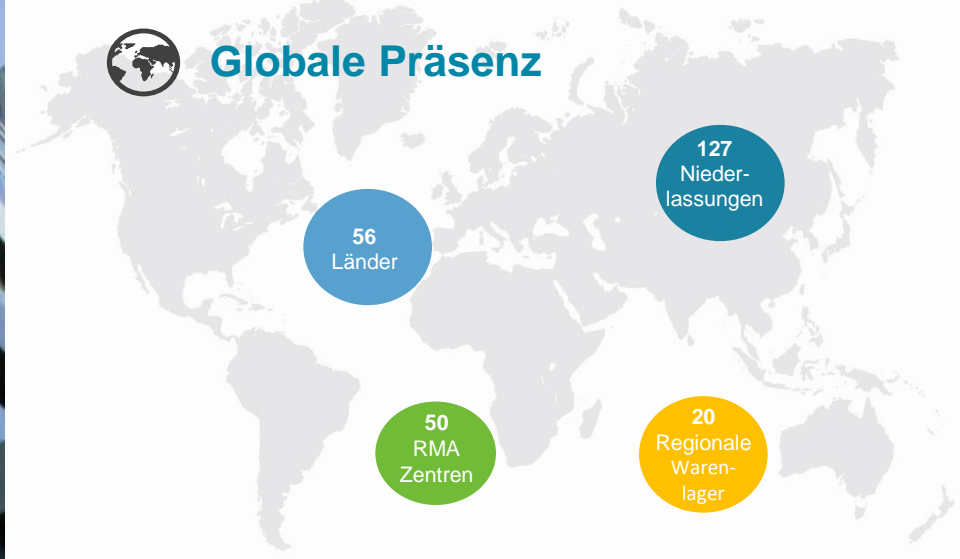 Globale Präsenz
127
Nieder-
lassungen
56
Länder
50
RMA
Zentren
20
Regionale
Waren-
lager